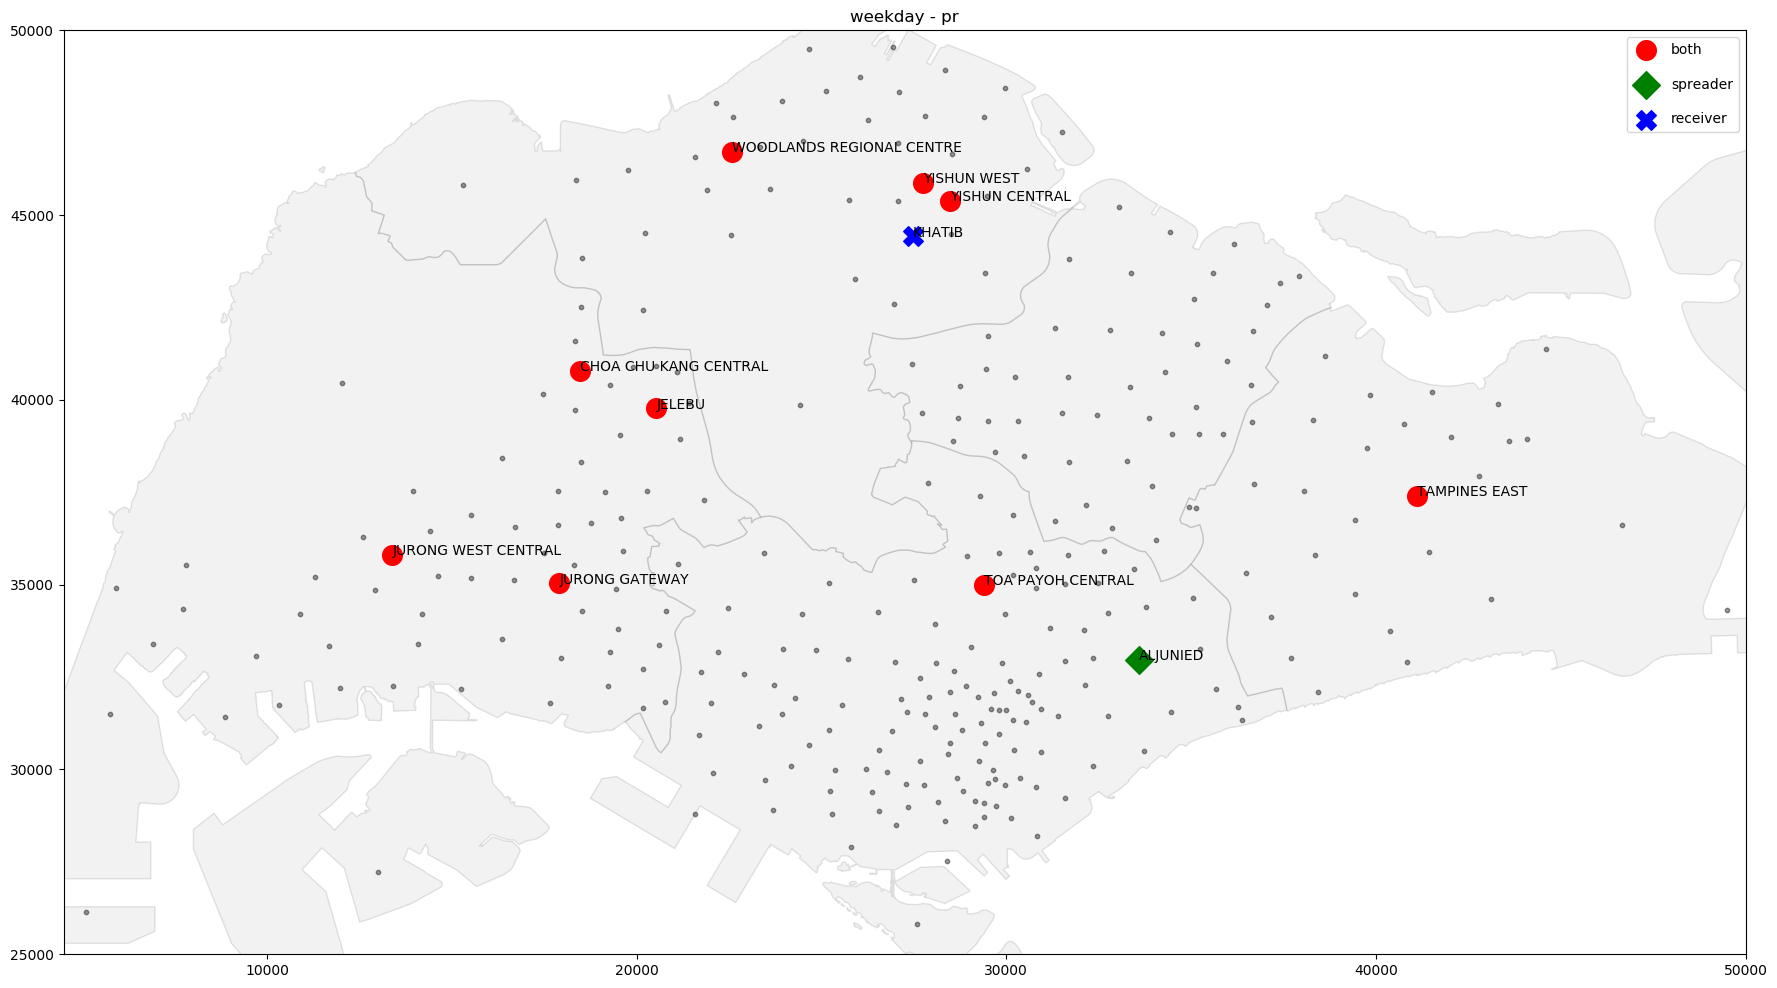 weekday - pr
50000
both
spreader
receiver
WOODLANDS REGIONAL CENTRE
YISHUN WEST
YISHUN CENTRAL
45000
KHATIB
CHOA CHU KANG CENTRAL
40000
JELEBU
TAMPINES EAST
JURONG WEST CENTRAL
JURONG GATEWAY
TOA PAYOH CENTRAL
35000
ALJUNIED
30000
25000
10000 20000 30000 40000 50000